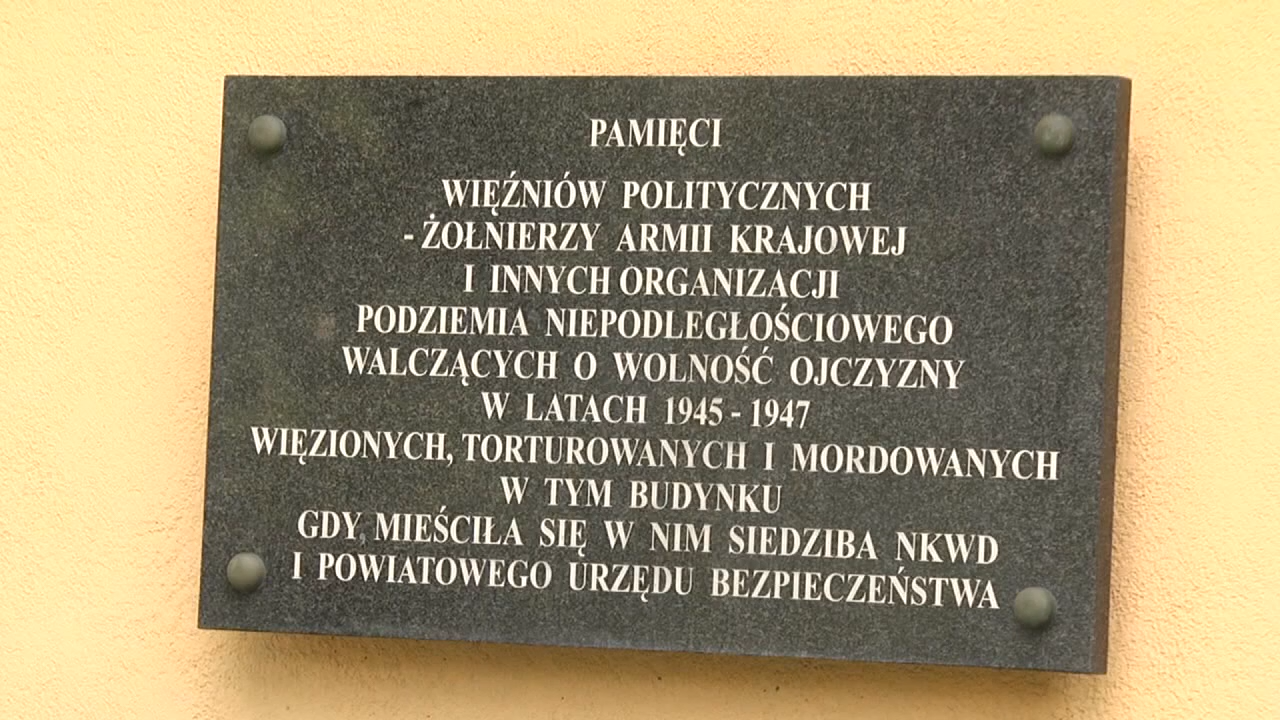 PAMIĘCI
WIĘŹNIÓW POLITYCZNYCH
- ŻOŁNIERZY ARMII KRAJOWEJ
I INNYCH ORGANIZACJI
PODZIEMIA NIEPODLEGŁOŚCIOWEGO
WALCZĄCYCH O WOLNOŚĆ OJCZYZNY
W LATACH 1945 - 1947
WIĘZIONYCH, TORTUROWANYCH I MORDOWANYCH
W TYM BUDYNKU
GDY MIEŚCIŁA SIĘ W NIM SIEDZIBA NKWD
I POWIATOWEGO URZĘDU BEZPIECZEŃSTWA